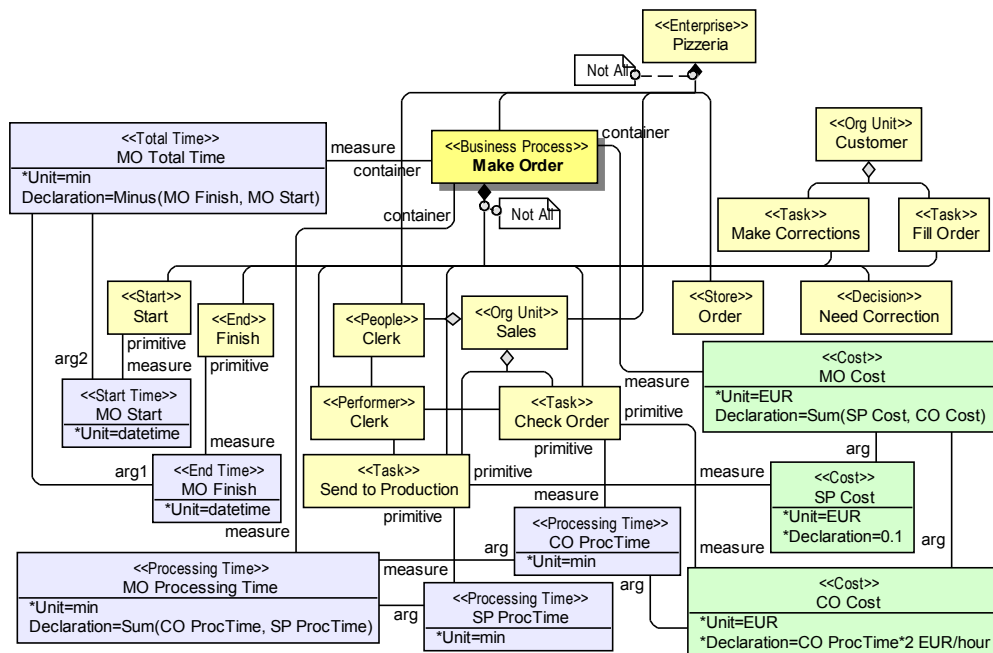 <<Enterprise>>
Pizzeria
Not All
<<Total Time>>
MO Total Time
*Unit=min
Declaration=Minus(MO Finish, MO Start)
measure
container
<<Business Process>>
Make Order
container
<<Org Unit>>
Customer
container
Not All
<<Task>>
Make Corrections
<<Task>>
Fill Order
<<Start>>
Start
primitive
<<End>>
Finish
primitive
<<People>>
Clerk
<<Org Unit>>
Sales
<<Store>>
Order
<<Decision>>
Need Correction
arg2
measure
<<Start Time>>
MO Start
*Unit=datetime
<<Performer>>
Clerk
<<Task>>
Check Order
primitive
primitive
measure
<<Cost>>
MO Cost
*Unit=EUR
Declaration=Sum(SP Cost, CO Cost)
measure
arg1
<<End Time>>
MO Finish
*Unit=datetime
measure
<<Task>>
Send to Production
primitive
primitive
measure
arg
<<Cost>>
SP Cost
*Unit=EUR
*Declaration=0.1
measure
<<Processing Time>>
CO ProcTime
*Unit=min
arg
arg
measure
<<Processing Time>>
MO Processing Time
*Unit=min
Declaration=Sum(CO ProcTime, SP ProcTime)
measure
arg
<<Processing Time>>
SP ProcTime
*Unit=min
arg
<<Cost>>
CO Cost
*Unit=EUR
*Declaration=CO ProcTime*2 EUR/hour